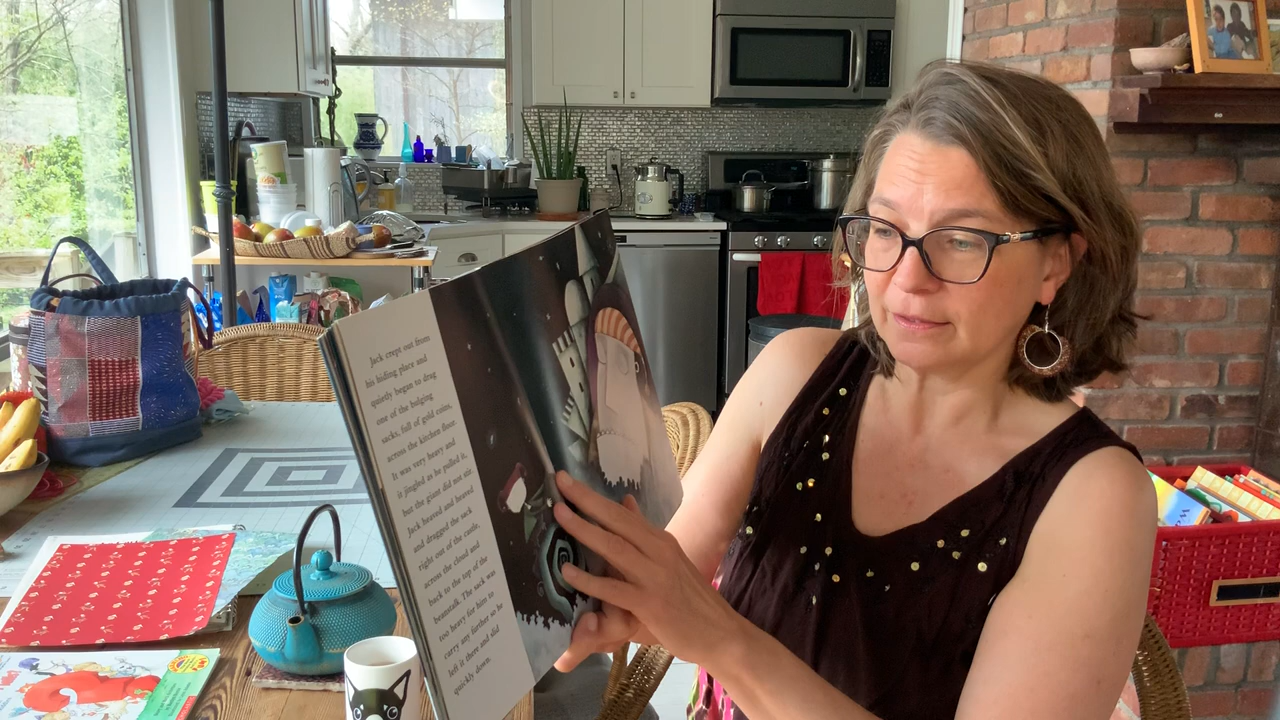 Jack crept out from
his hiding place and
quietly began to drag
one of the bulging
sacks, full of gold coins,
across the kitchen floor.
It was very heavy and
it jingled as he pulled it,
but the giant did not stir.
Jack heaved and heaved
and dragged the sack
right out of the castle,
across the cloud and
back to the top of the
beanstalk. The sack was
too heavy for him to
carry any further so he
left it there and slid
quickly down.